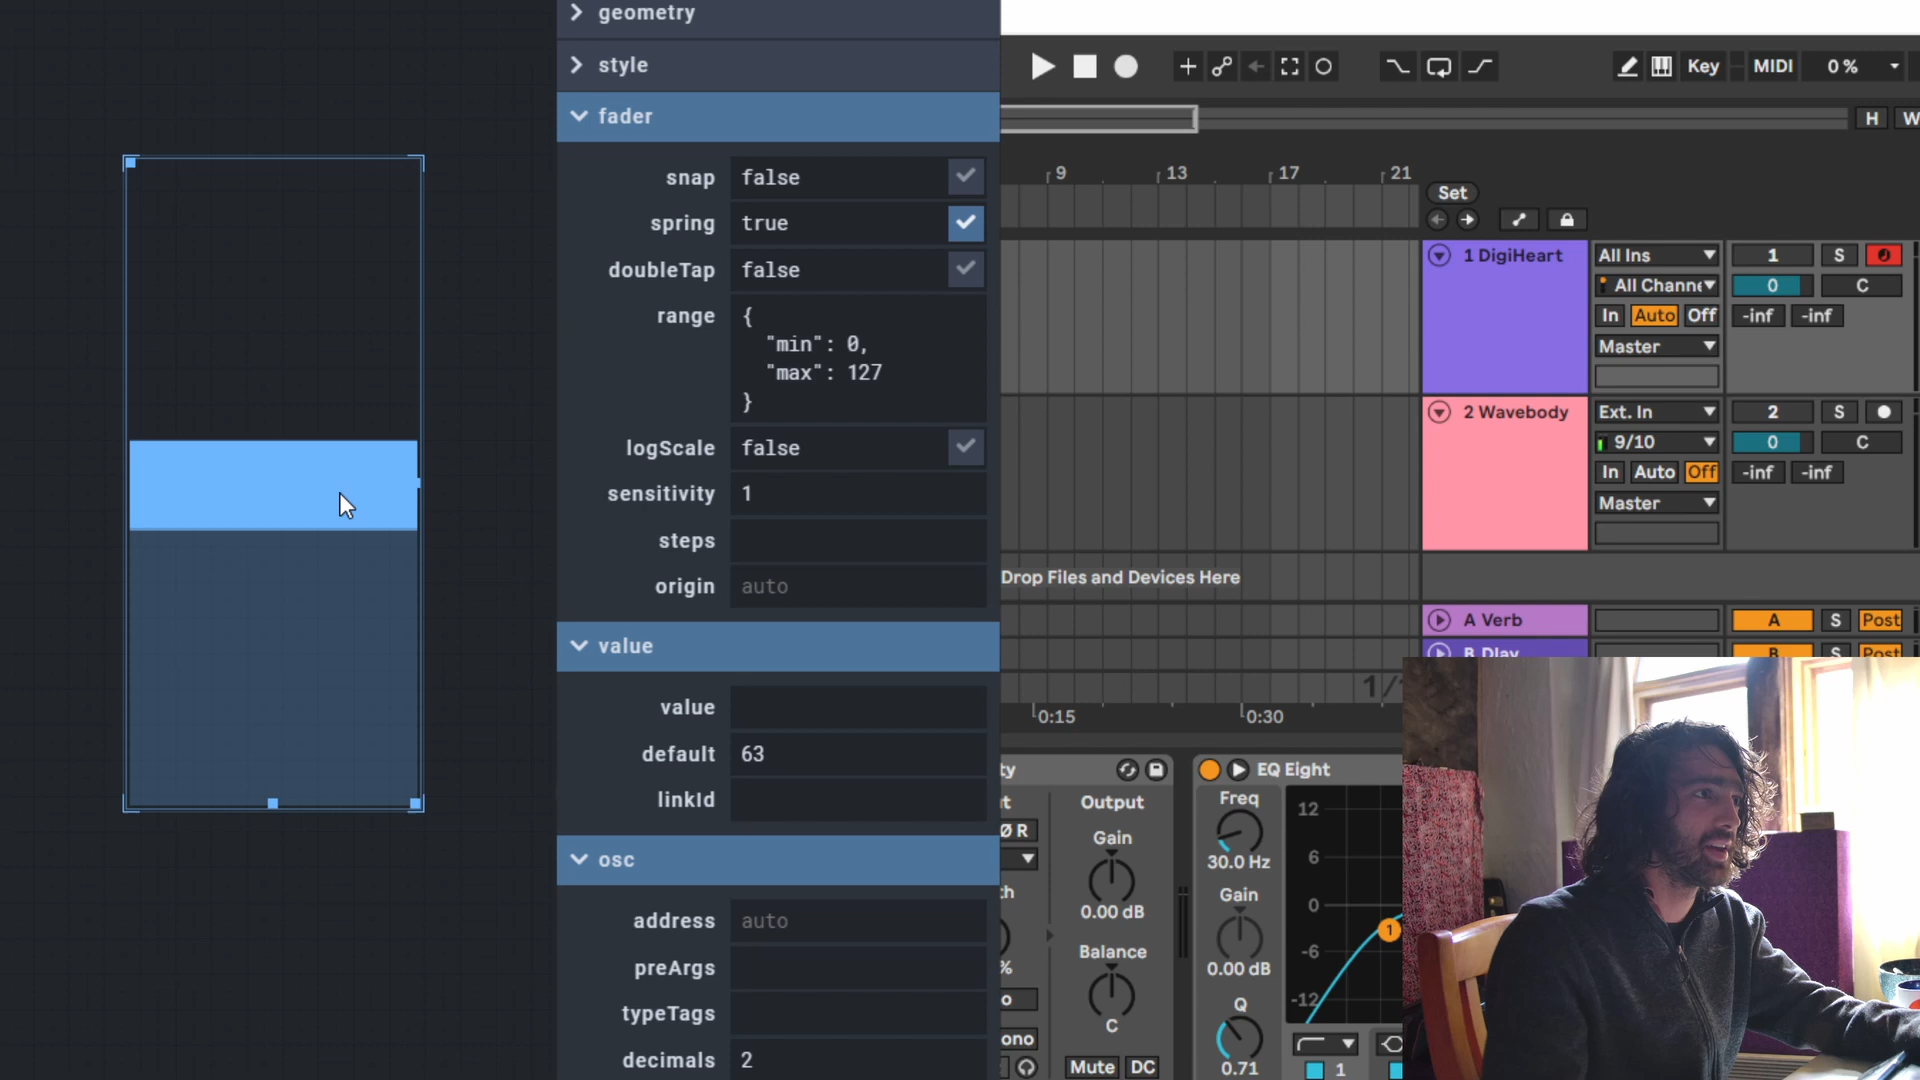 geometry
style
fader
snap false
spring true
doubleTap false
range {
"min": 0,
"max": 127
}
logScale false
sensitivity 1
steps
origin auto
value
value
default 63
linkId
osc
address auto
preArgs
typeTags
decimals 2
Key MIDI 0 %
H W
9 13 17 21
Set
1 DigiHeart All Ins 1 S
All Channe 0 C
In Auto Off -inf -inf
Master
2 Wavebody Ext. In 2 S
9/10 0 C
In Auto Off -inf -inf
Master
Drop Files and Devices Here
A Verb A S Post
B Dlay B S Post
1/
0:15 0:30
ty
Output
Gain
0.00 dB
Balance
C
Mute DC
Ø R
%
EQ Eight
Freq
30.0 Hz
Gain
0.00 dB
Q
0.71
12
6
0
-6
-12
1
1